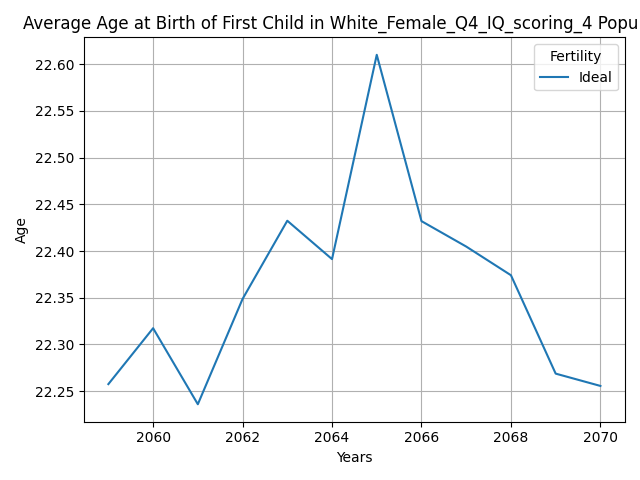 Average Age at Birth of First Child in White_Female_Q4_IQ_scoring_4 Popu
22.60
22.55
22.50
22.45
22.40
22.35
22.30
22.25
Age
Fertility
Ideal
2060 2062 2064 2066 2068 2070
Years